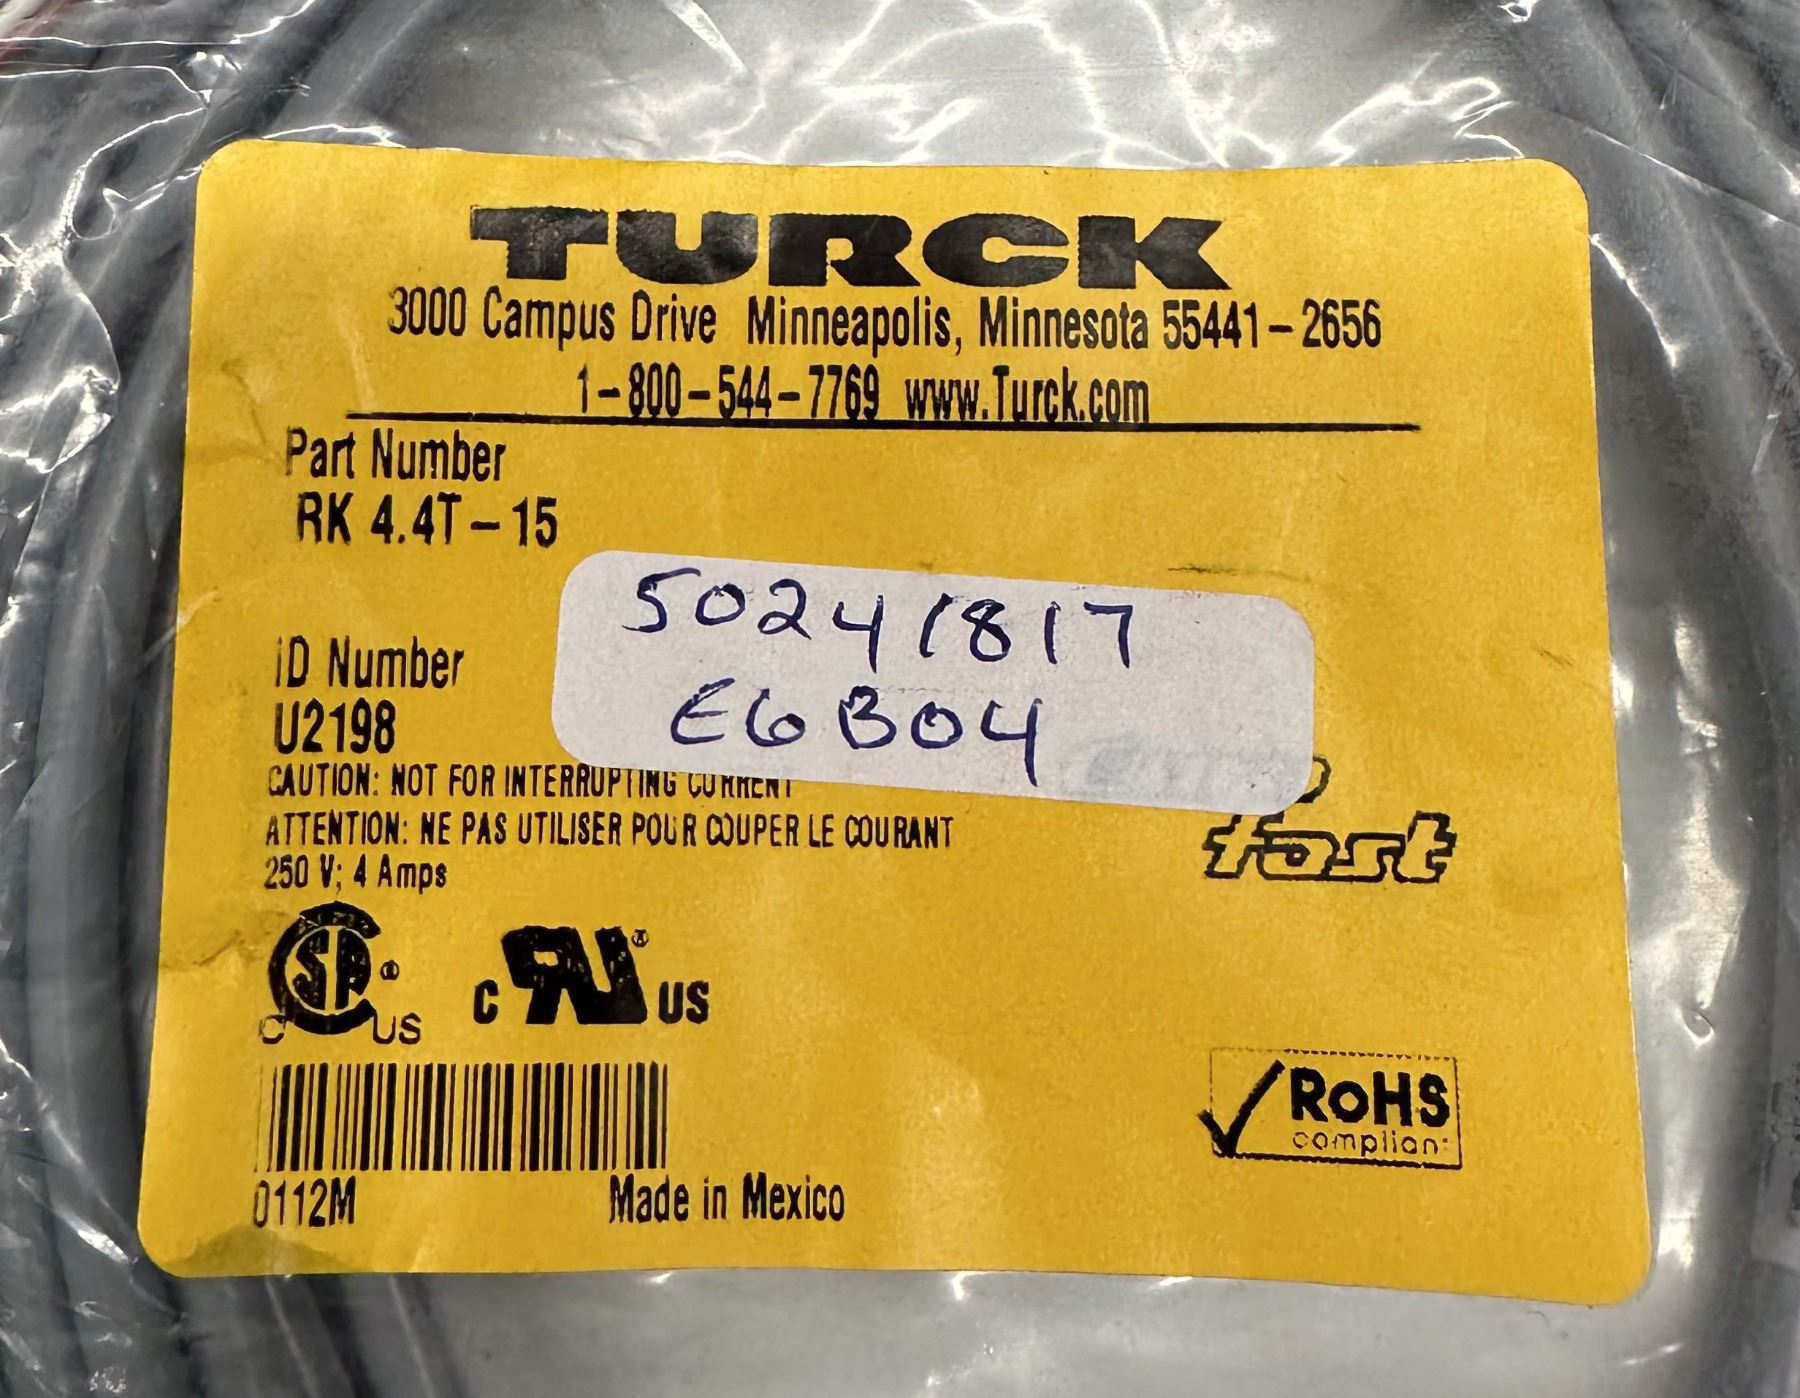 TURCK
3000 Campus Drive Minneapolis, Minnesota 55441-2656
1-800-544-7769 www.Turck.com
Part Number
RK 4.4T-15
50241817
E6B04
ID Number
U2198
CAUTION: NOT FOR INTERRUPTING CURRENT
ATTENTION: NE PAS UTILISER POUR COUPER LE COURANT
250 V; 4 Amps
fast
C US
C US
RoHS
compliant
0112M
Made in Mexico